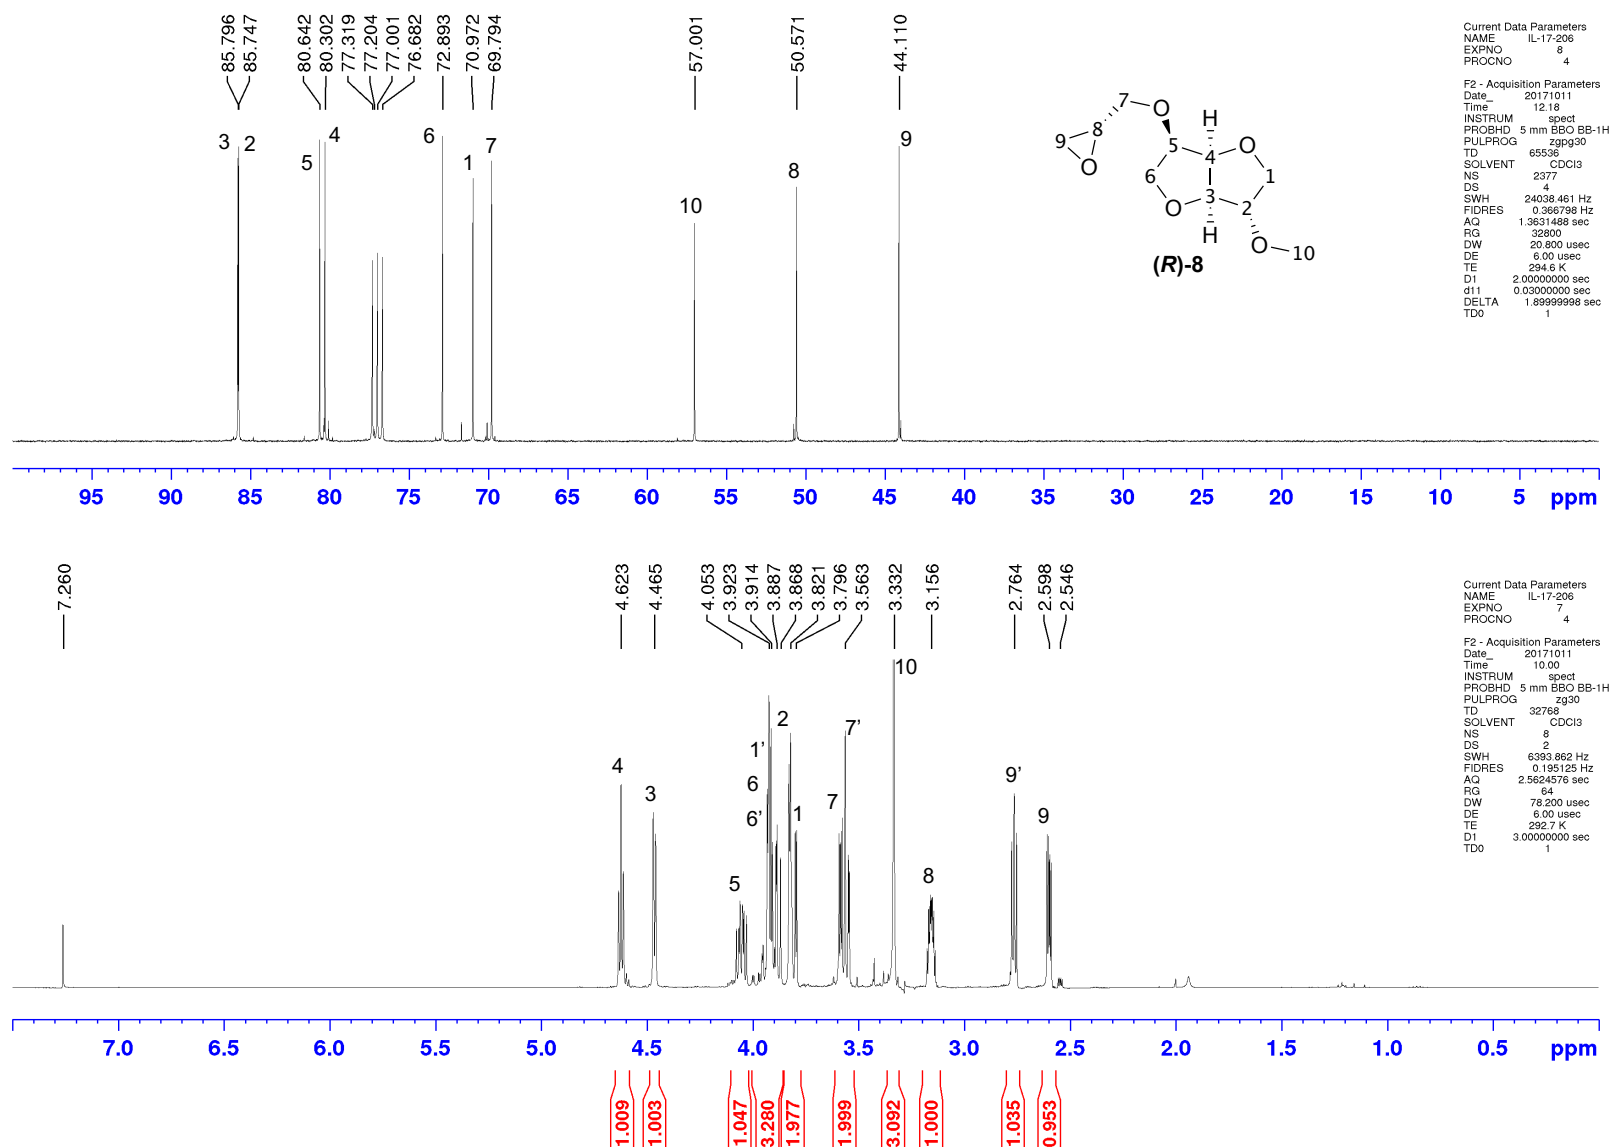 85.796
85.747
80.642
80.302
77.319
77.204
77.001
76.682
72.893
70.972
69.794
57.001
50.571
44.110
3 2
5
4
6
1
7
10
8
9
7
O
H
8
9
O
5
4
O
6
1
O
3
2
H
O
10
(R)-8
Current Data Parameters
NAME IL-17-206
EXPNO 8
PROCNO 4
F2 - Acquisition Parameters
Date_ 20171011
Time 12.18
INSTRUM spect
PROBHD 5 mm BBO BB-1H
PULPROG zgpg30
TD 65536
SOLVENT CDCl3
NS 2377
DS 4
SWH 24038.461 Hz
FIDRES 0.366798 Hz
AQ 1.3631488 sec
RG 32800
DW 20.800 usec
DE 6.00 usec
TE 294.6 K
D1 2.00000000 sec
d11 0.03000000 sec
DELTA 1.89999998 sec
TD0 1
95 90 85 80 75 70 65 60 55 50 45 40 35 30 25 20 15 10 5 ppm
7.260
4.623
4.465
4.053
3.923
3.914
3.887
3.868
3.821
3.796
3.563
3.332
3.156
2.764
2.598
2.546
4
3
5
1’
6
6’
2
1
7
7’
10
8
9’
9
Current Data Parameters
NAME IL-17-206
EXPNO 7
PROCNO 4
F2 - Acquisition Parameters
Date_ 20171011
Time 10.00
INSTRUM spect
PROBHD 5 mm BBO BB-1H
PULPROG zg30
TD 32768
SOLVENT CDCl3
NS 8
DS 2
SWH 6393.862 Hz
FIDRES 0.195125 Hz
AQ 2.5624576 sec
RG 64
DW 78.200 usec
DE 6.00 usec
TE 292.7 K
D1 3.00000000 sec
TD0 1
7.0 6.5 6.0 5.5 5.0 4.5 4.0 3.5 3.0 2.5 2.0 1.5 1.0 0.5 ppm
1.009
1.003
1.047
3.280
1.977
1.999
3.092
1.000
1.035
0.953